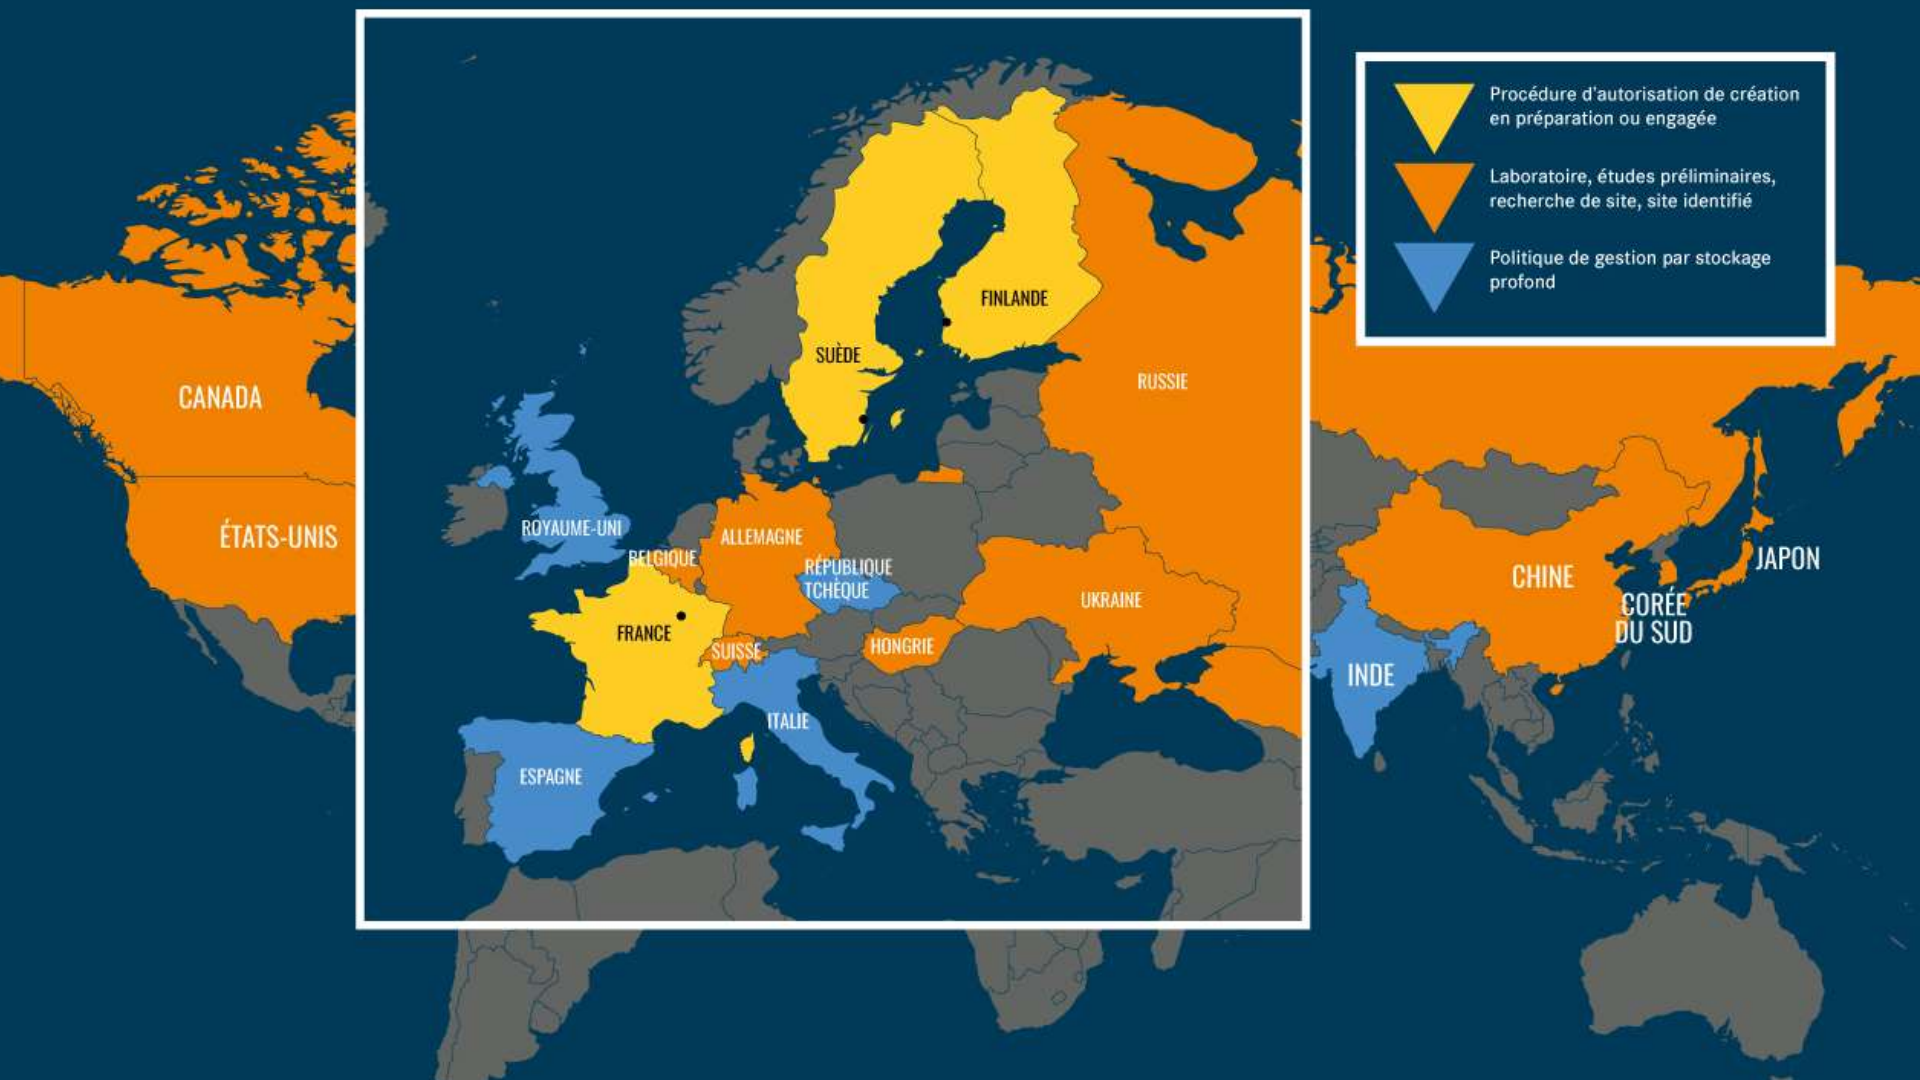 Procédure d'autorisation de création
en préparation ou engagée
Laboratoire, études préliminaires,
recherche de site, site identifié
Politique de gestion par stockage
profond
CANADA
ÉTATS-UNIS
FINLANDE
SUÈDE
RUSSIE
ROYAUME-UNI
BELGIQUE
ALLEMAGNE
RÉPUBLIQUE
TCHÈQUE
UKRAINE
FRANCE
SUISSE
HONGRIE
ITALIE
ESPAGNE
CHINE
JAPON
CORÉE
DU SUD
INDE